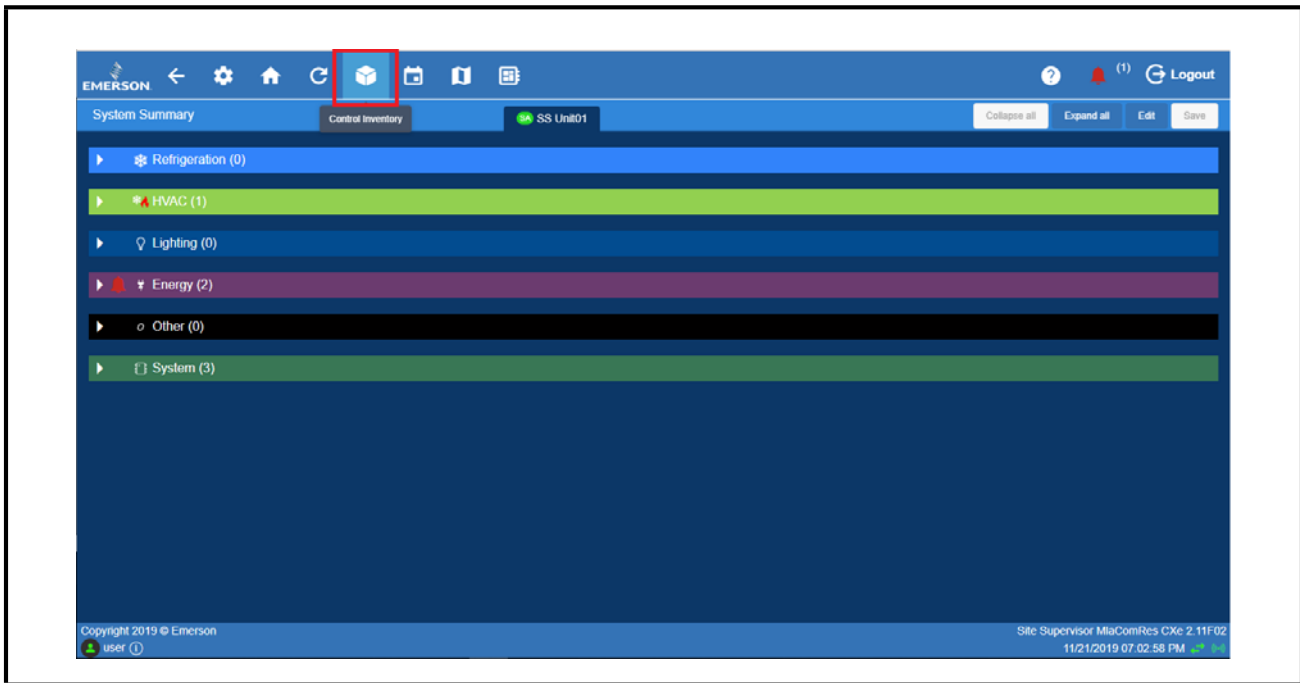 EMERSON (1) Logout
System Summary Control Inventory SA SS Unit01 Collapse all Expand all Edit Save
Refrigeration (0)
HVAC (1)
Lighting (0)
Energy (2)
Other (0)
System (3)
Copyright 2019 © Emerson Site Supervisor MlaComRes CXe 2.11F02
user 11/21/2019 07.02.58 PM